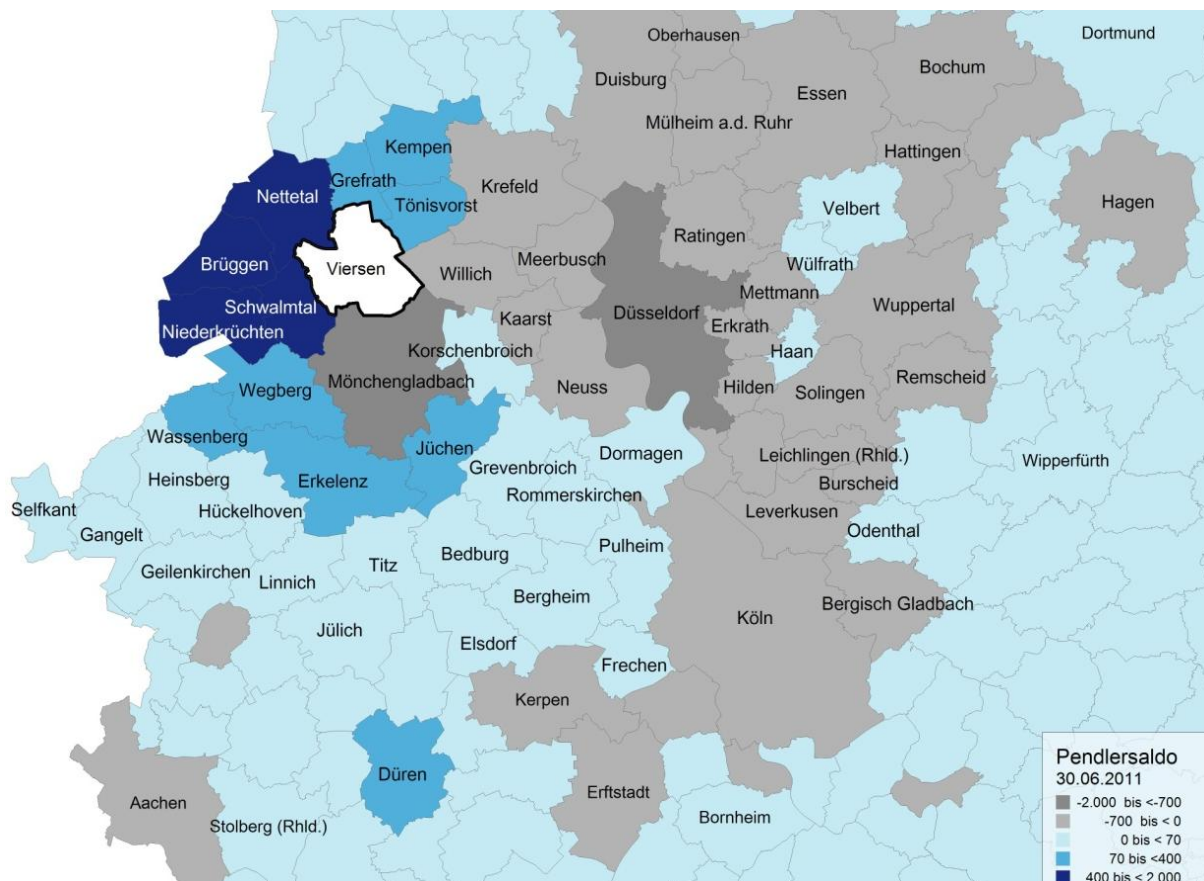 Oberhausen
Dortmund
Bochum
Duisburg
Essen
Mülheim a.d. Ruhr
Kempen
Hattingen
Grefrath
Krefeld
Nettetal
Tönisvorst
Velbert
Hagen
Ratingen
Brüggen
Viersen
Willich
Meerbusch
Wülfrath
Mettmann
Schwalmtal
Wuppertal
Düsseldorf
Kaarst
Erkrath
Niederkrüchten
Korschenbroich
Haan
Mönchengladbach
Neuss
Hilden
Solingen
Remscheid
Wegberg
Wassenberg
Jüchen
Dormagen
Leichlingen (Rhld.)
Wipperfürth
Heinsberg
Erkelenz
Grevenbroich
Burscheid
Rommerskirchen
Selfkant
Hückelhoven
Leverkusen
Gangelt
Odenthal
Pulheim
Bedburg
Titz
Geilenkirchen
Linnich
Bergheim
Bergisch Gladbach
Köln
Jülich
Elsdorf
Frechen
Kerpen
Düren
Erftstadt
Aachen
Stolberg (Rhld.)
Bornheim
Pendlersaldo
30.06.2011
-2.000 bis <-700
-700 bis < 0
0 bis < 70
70 bis <400
400 bis < 2.000